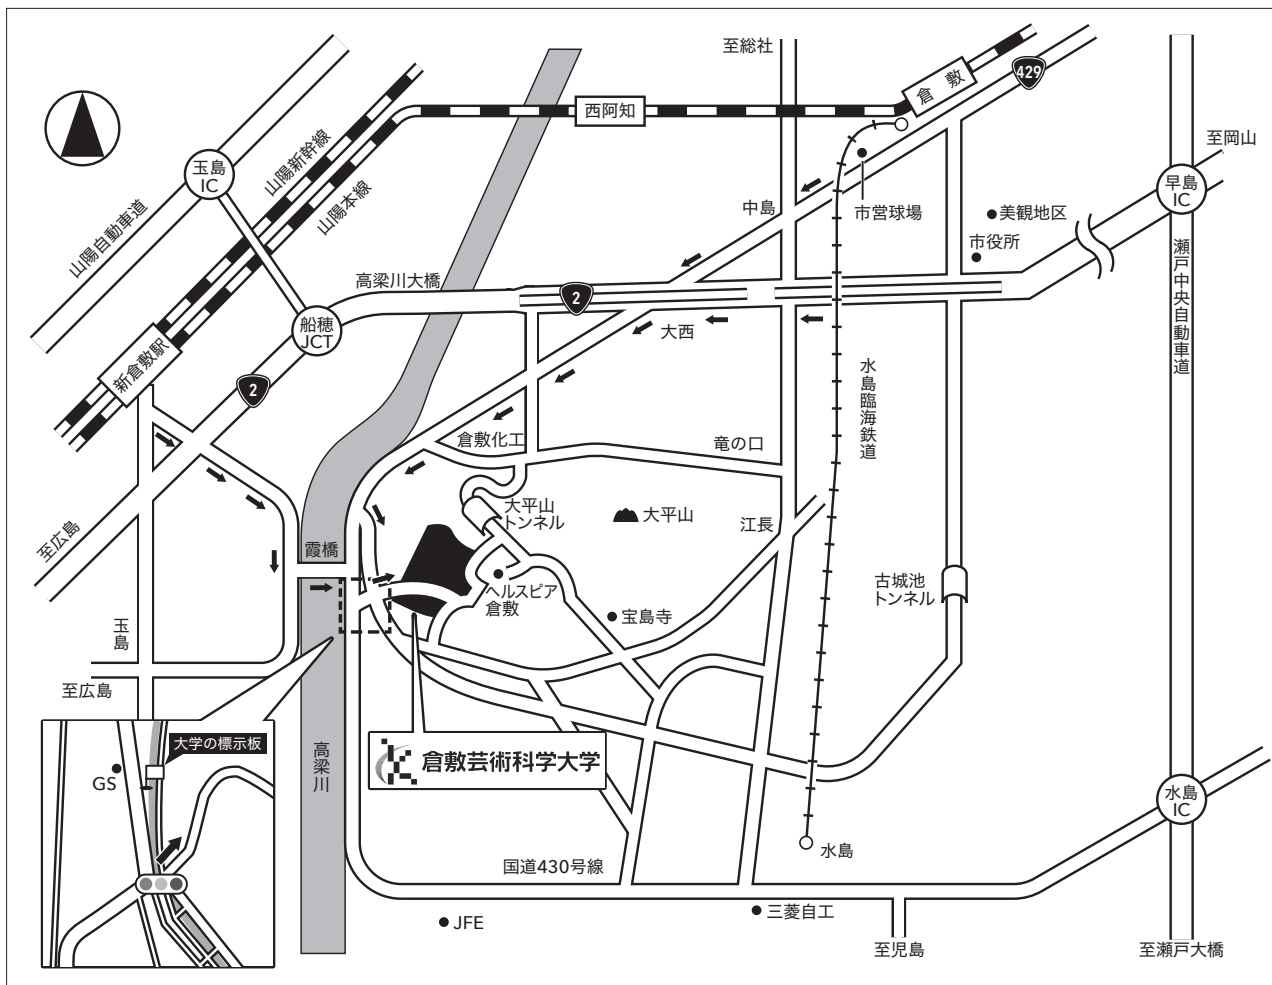 至総社
倉敷
429
西阿知
至岡山
玉島
IC
山陽新幹線
山陽本線
早島
IC
山陽自動車道
中島
市営球場
美観地区
市役所
瀬戸中央自動車道
高梁川大橋
2
船穂
JCT
大西
新倉敷駅
2
水島臨海鉄道
倉敷化工
竜の口
大平山
トンネル
大平山
江長
至広島
霞橋
古城池
トンネル
ヘルスピア
倉敷
宝島寺
玉島
至広島
大学の標示板
GS
高梁川
倉敷芸術科学大学
水島
IC
水島
国道430号線
三菱自工
JFE
至児島
至瀬戸大橋